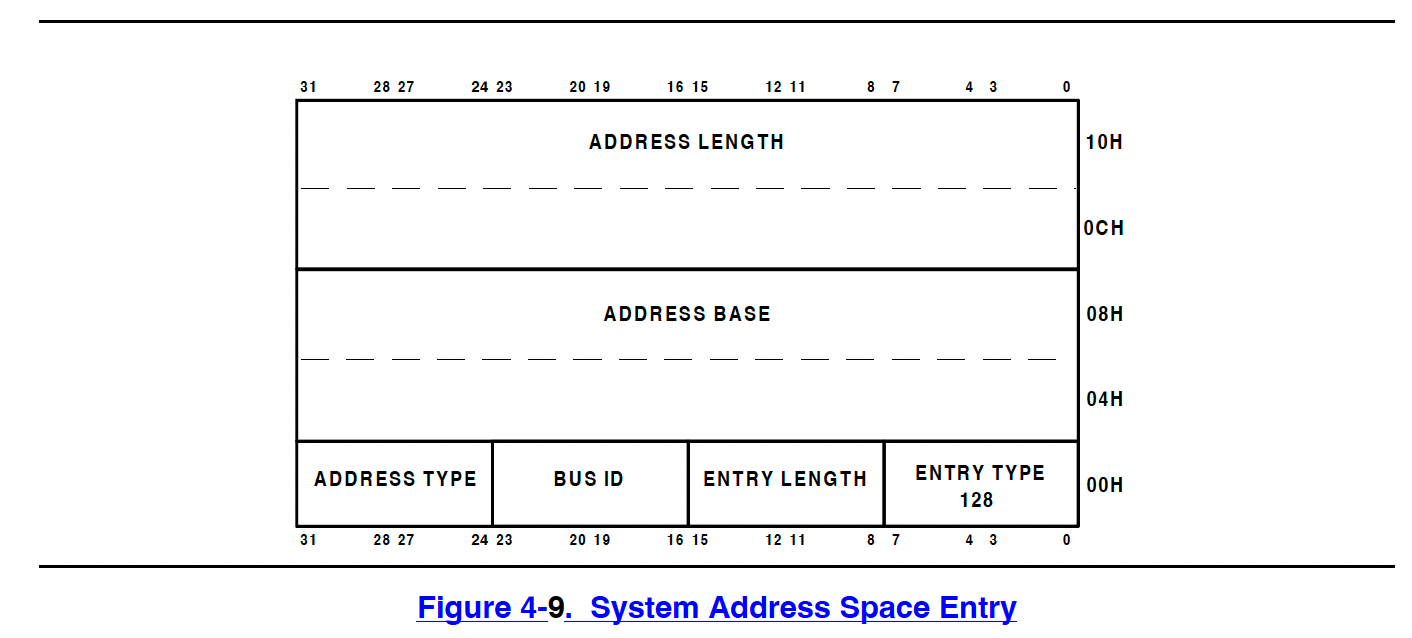 31 28 27 24 23 20 19 16 15 12 11 8 7 4 3 0
ADDRESS LENGTH 10H
0CH
ADDRESS BASE 08H
04H
ADDRESS TYPE BUS ID ENTRY LENGTH ENTRY TYPE 00H
128
31 28 27 24 23 20 19 16 15 12 11 8 7 4 3 0
Figure 4-9. System Address Space Entry